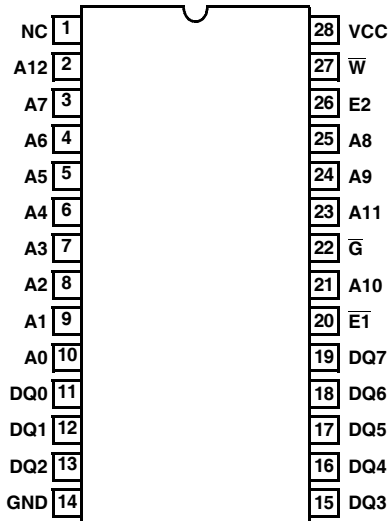 NC 1 28 VCC
A12 2 27 W̅
A7 3 26 E2
A6 4 25 A8
A5 5 24 A9
A4 6 23 A11
A3 7 22 G̅
A2 8 21 A10
A1 9 20 E̅1̅
A0 10 19 DQ7
DQ0 11 18 DQ6
DQ1 12 17 DQ5
DQ2 13 16 DQ4
GND 14 15 DQ3